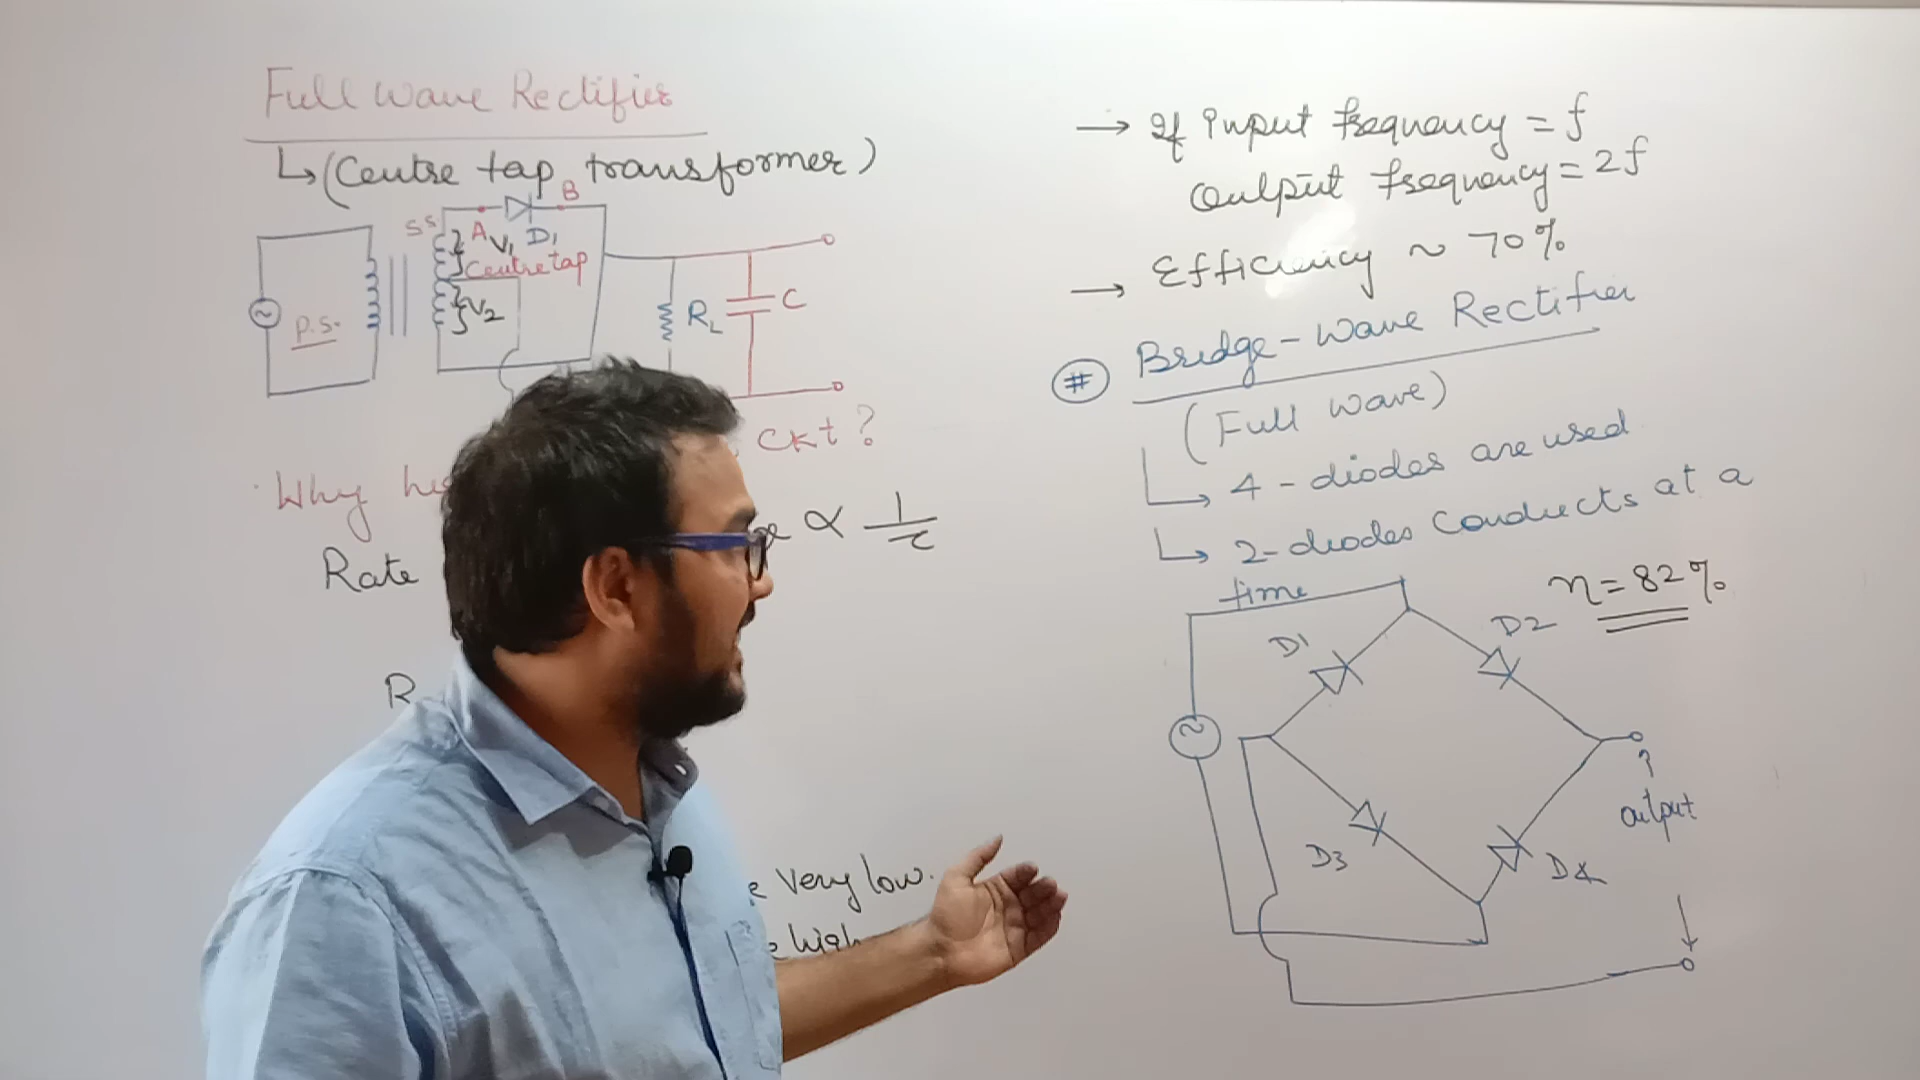 Full wave Rectifier
↳ (Centre tap transformer)
B
SS A V1 D1
Centre tap
V2
P.S.
RL
C
Why
ckt ?
Rate
∝ 1/τ
R
Very low.
high
→ If input frequency = f
Output frequency = 2f
→ Efficiency ~ 70%
# Bridge-wave Rectifier
(Full wave)
↳ 4-diodes are used
↳ 2-diodes conducts at a
time
η = 82%
D1
D2
~
output
D3
D4